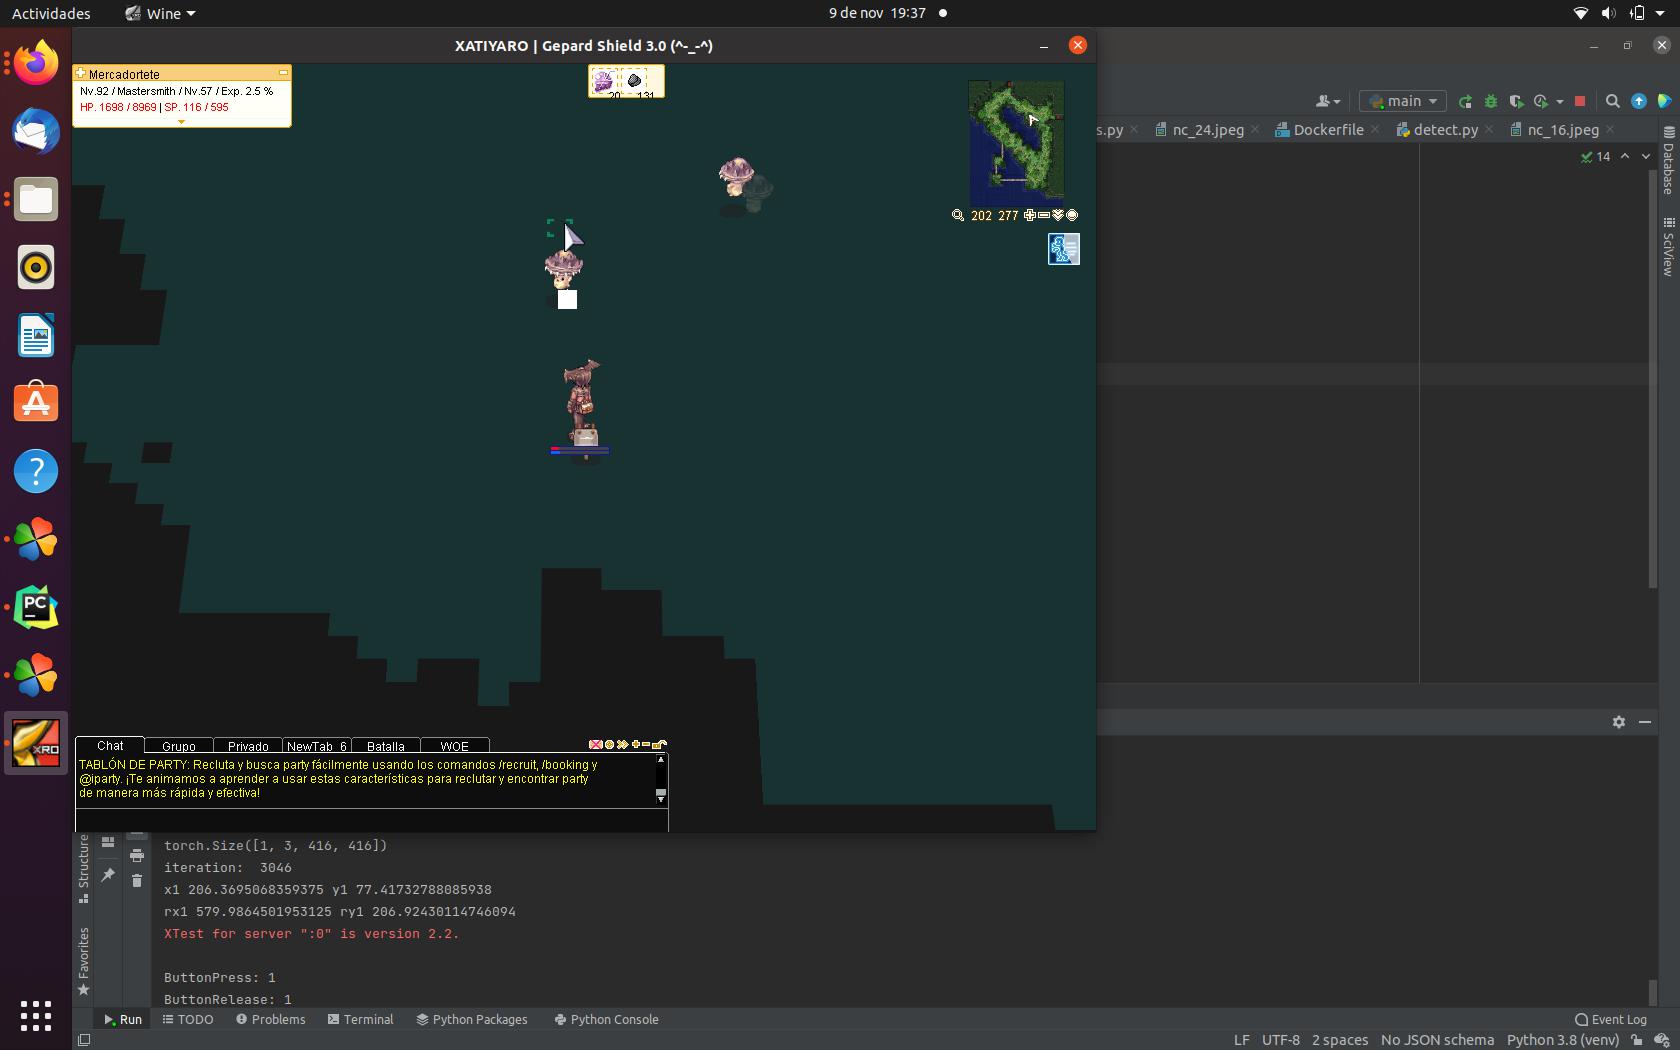 Actividades
Wine
9 de nov 19:37
XATIYARO | Gepard Shield 3.0 (^-_-^)
Mercadortete
Nv.92 / Mastersmith / Nv.57 / Exp. 2.5 %
HP. 1698 / 8969 | SP. 116 / 595
20 131
202 277
main
s.py
nc_24.jpeg
Dockerfile
detect.py
nc_16.jpeg
14
Database
SciView
PC
XRO
Chat
Grupo
Privado
NewTab_6
Batalla
WOE
TABLÓN DE PARTY: Recluta y busca party fácilmente usando los comandos /recruit, /booking y
@iparty. ¡Te animamos a aprender a usar estas características para reclutar y encontrar party
de manera más rápida y efectiva!
Structure
Favorites
torch.Size([1, 3, 416, 416])
iteration:  3046
x1 206.3695068359375 y1 77.41732788085938
rx1 579.9864501953125 ry1 206.92430114746094
XTest for server ":0" is version 2.2.
ButtonPress: 1
ButtonRelease: 1
Run
TODO
Problems
Terminal
Python Packages
Python Console
Event Log
LF
UTF-8
2 spaces
No JSON schema
Python 3.8 (venv)